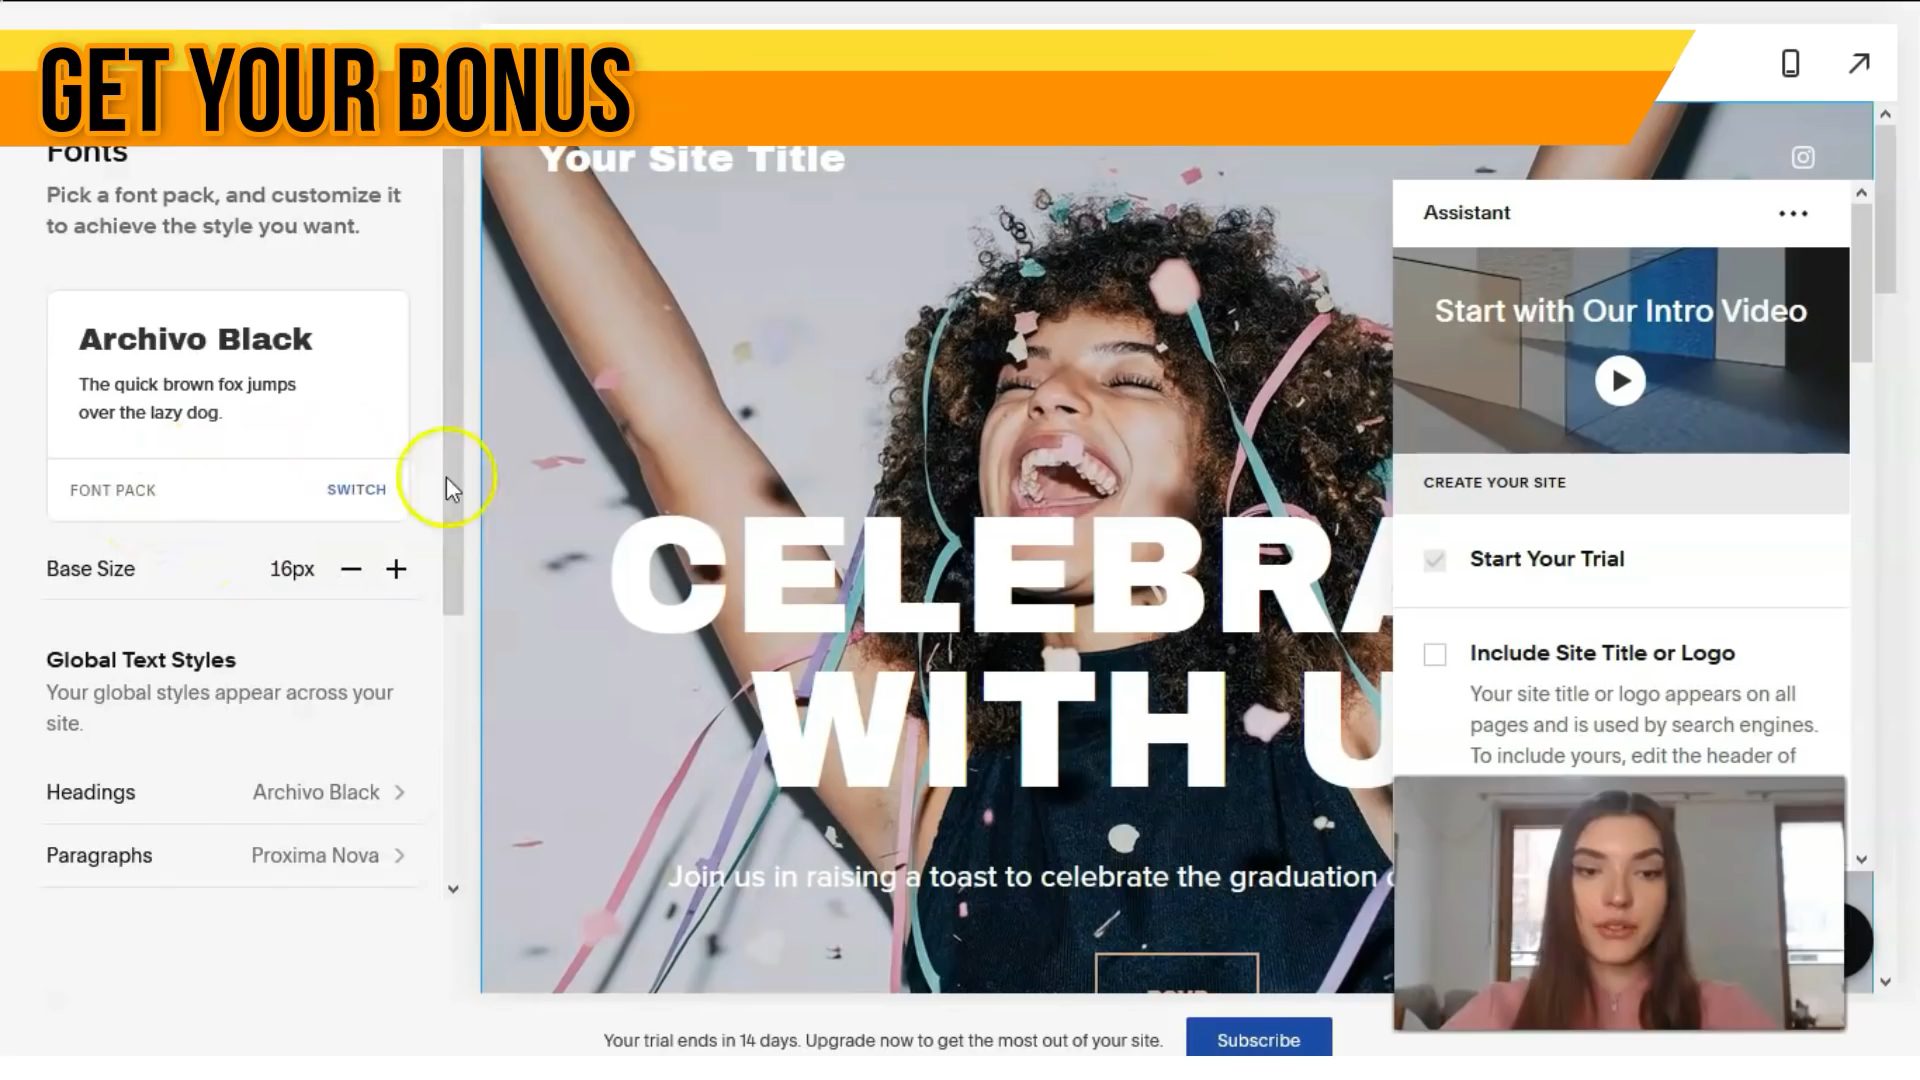 GET YOUR BONUS
Fonts
Pick a font pack, and customize it
to achieve the style you want.
Archivo Black
The quick brown fox jumps
over the lazy dog.
FONT PACK
SWITCH
Base Size
16px
Global Text Styles
Your global styles appear across your
site.
Headings
Archivo Black
Paragraphs
Proxima Nova
Your Site Title
CELEBRA
WITH U
Join us in raising a toast to celebrate the graduation
Assistant
Start with Our Intro Video
CREATE YOUR SITE
Start Your Trial
Include Site Title or Logo
Your site title or logo appears on all
pages and is used by search engines.
To include yours, edit the header of
Your trial ends in 14 days. Upgrade now to get the most out of your site.
Subscribe